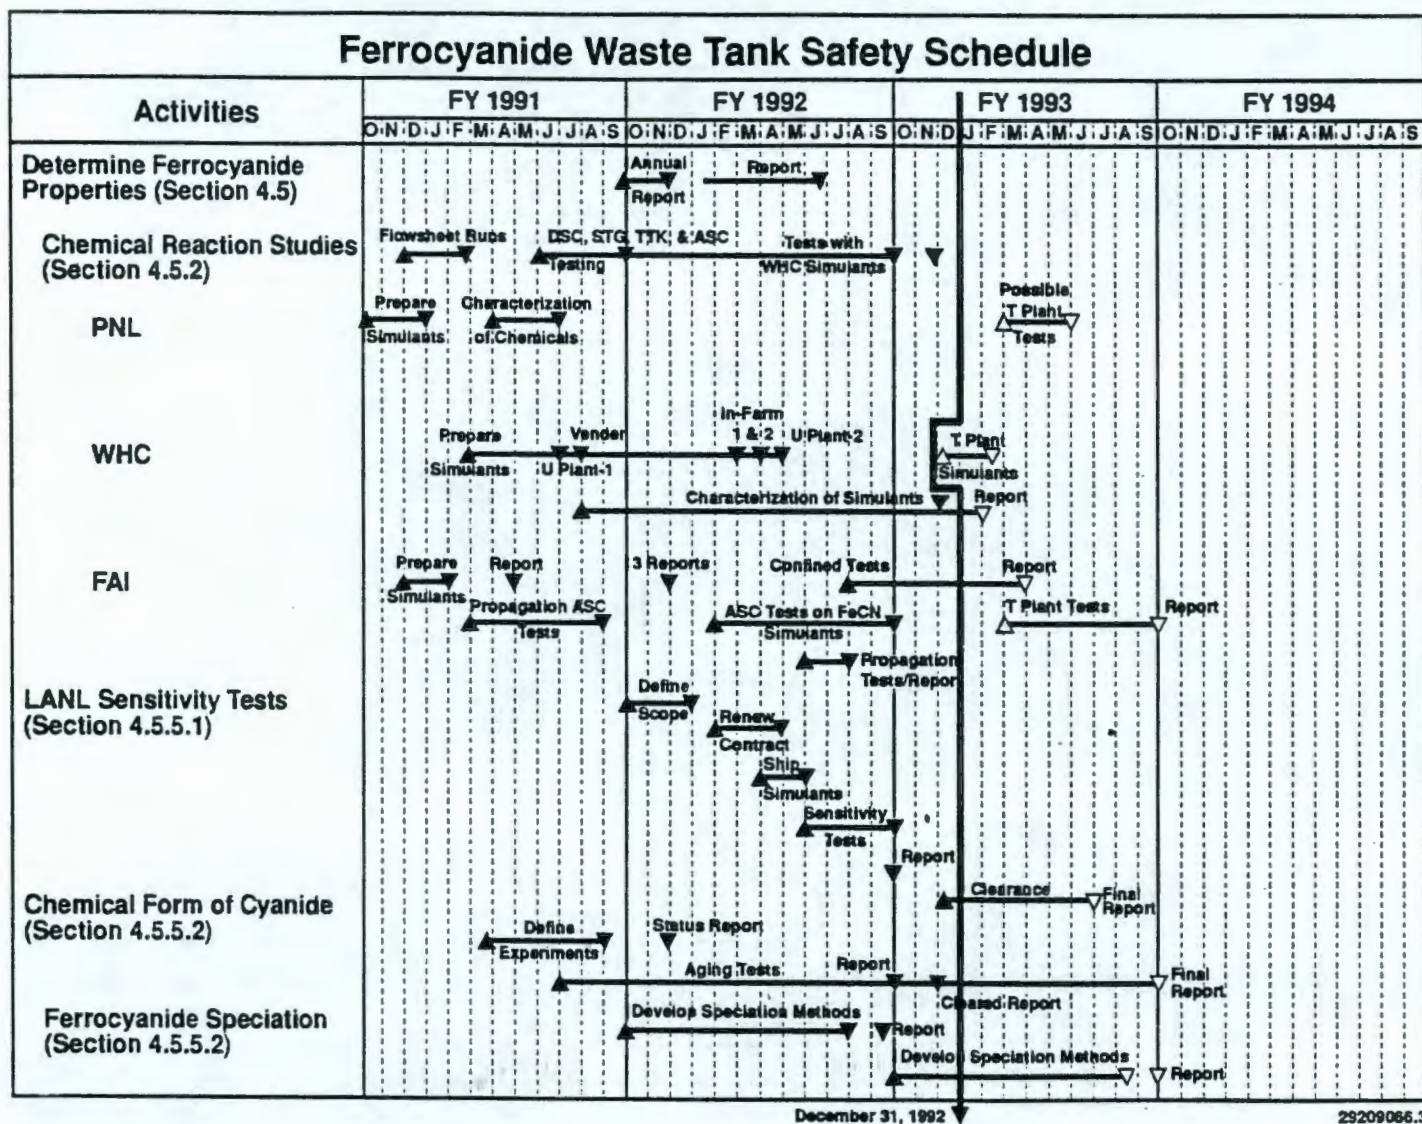 Ferrocyanide Waste Tank Safety Schedule
Activities
FY 1991
FY 1992
FY 1993
FY 1994
O N D J F M A M J J A S O N D J F M A M J J A S O N D J F M A M J J A S O N D J F M A M J J A S
Determine Ferrocyanide
Properties (Section 4.5)
Annual
Report
Report
Chemical Reaction Studies
(Section 4.5.2)
Flowsheet Runs
DSC, STG, TTK, & ASC
Testing
Tests with
WHC Simulants
PNL
Prepare
Simulants
Characterization
of Chemicals
Possible
T Plant
Tests
WHC
Prepare
Simulants
U Plant-1
Vender
In-Farm
1 & 2
U Plant-2
T Plant
Simulants
Characterization of Simulants
Report
FAI
Prepare
Simulants
Report
3 Reports
Confined Tests
Report
Propagation ASC
Tests
ASC Tests on FeCN
Simulants
T Plant Tests
Report
Propagation
Tests/Report
LANL Sensitivity Tests
(Section 4.5.5.1)
Define
Scope
Renew
Contract
Ship
Simulants
Sensitivity
Tests
Report
Clearance
Final
Report
Chemical Form of Cyanide
(Section 4.5.5.2)
Define
Experiments
Status Report
Aging Tests
Report
Cleared Report
Final
Report
Ferrocyanide Speciation
(Section 4.5.5.2)
Develop Speciation Methods
Report
Develop Speciation Methods
Report
December 31, 1992